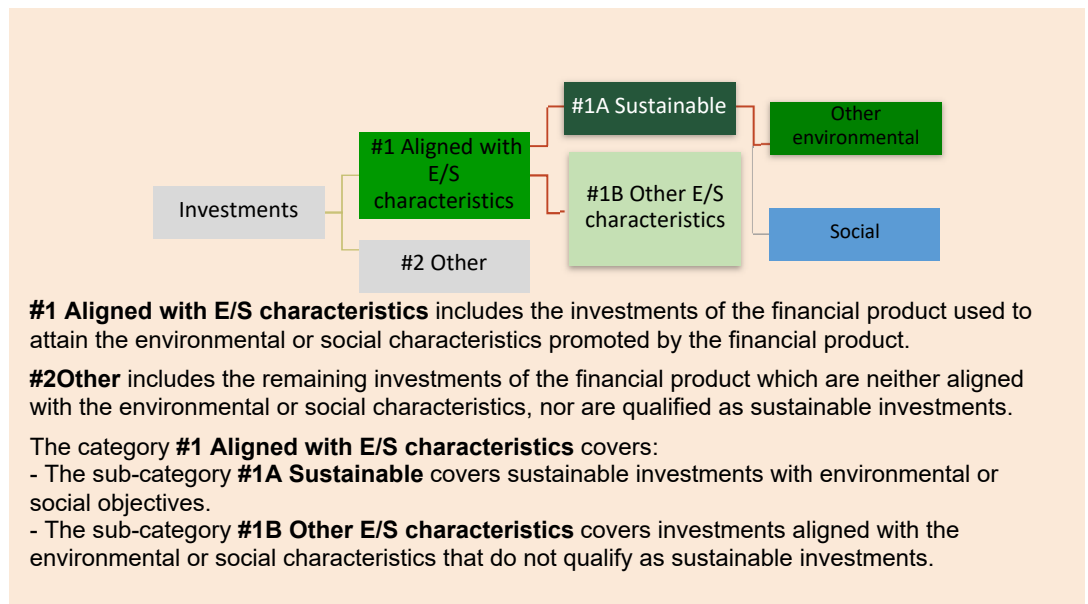 #1A Sustainable
Other
environmental
#1 Aligned with
E/S
characteristics
#1B Other E/S
characteristics
Investments
Social
#2 Other
#1 Aligned with E/S characteristics includes the investments of the financial product used to
attain the environmental or social characteristics promoted by the financial product.
#2Other includes the remaining investments of the financial product which are neither aligned
with the environmental or social characteristics, nor are qualified as sustainable investments.
The category #1 Aligned with E/S characteristics covers:
- The sub-category #1A Sustainable covers sustainable investments with environmental or
social objectives.
- The sub-category #1B Other E/S characteristics covers investments aligned with the
environmental or social characteristics that do not qualify as sustainable investments.